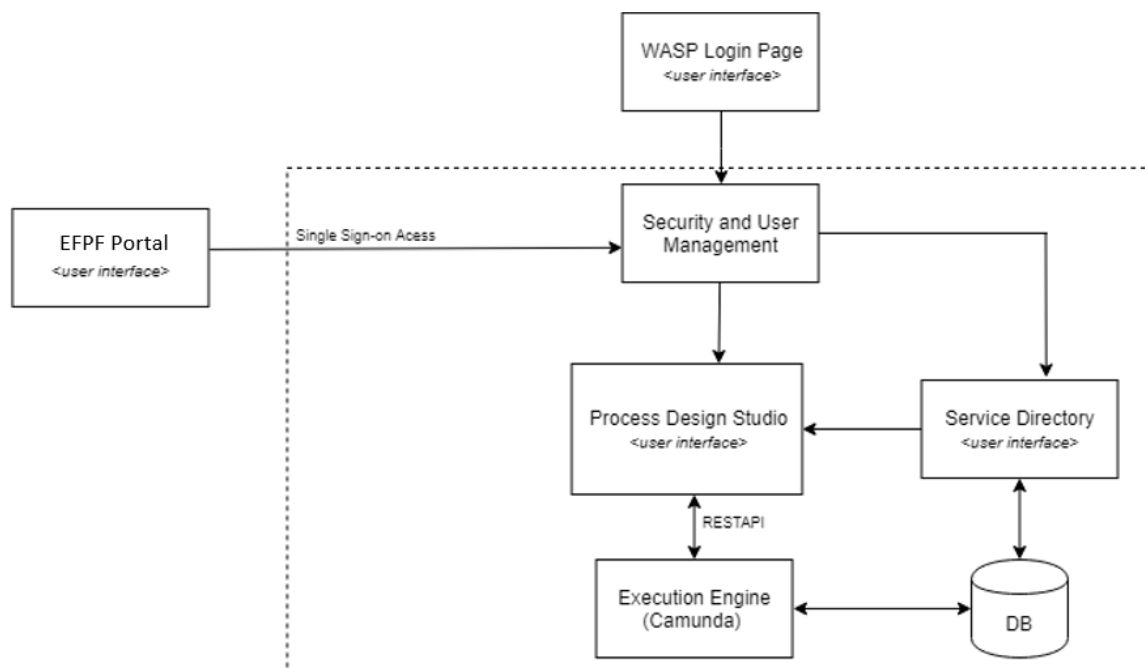 WASP Login Page
<user interface>
EFPF Portal
<user interface>
Single Sign-on Acess
Security and User
Management
Process Design Studio
<user interface>
Service Directory
<user interface>
RESTAPI
Execution Engine
(Camunda)
DB